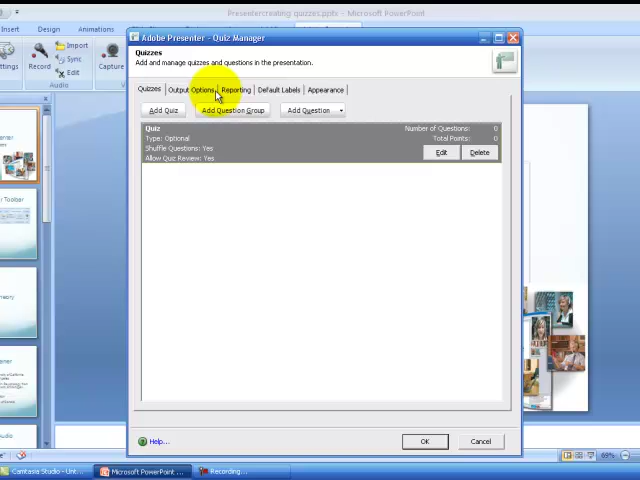 Presentercreating quizzes.pptx - Microsoft PowerPoint
Insert Design Animations
Import
Sync
Edit
ttings Record Capture
Audio
Adobe Presenter - Quiz Manager
Quizzes
Add and manage quizzes and questions in the presentation.
Quizzes Output Options Reporting Default Labels Appearance
Add Quiz Add Question Group Add Question
Quiz Number of Questions: 0
Type: Optional Total Points: 0
Shuffle Questions: Yes
Allow Quiz Review: Yes
Edit Delete
Help...
OK Cancel
69%
Camtasia Studio - Unt... Microsoft PowerPoint ... Recording...